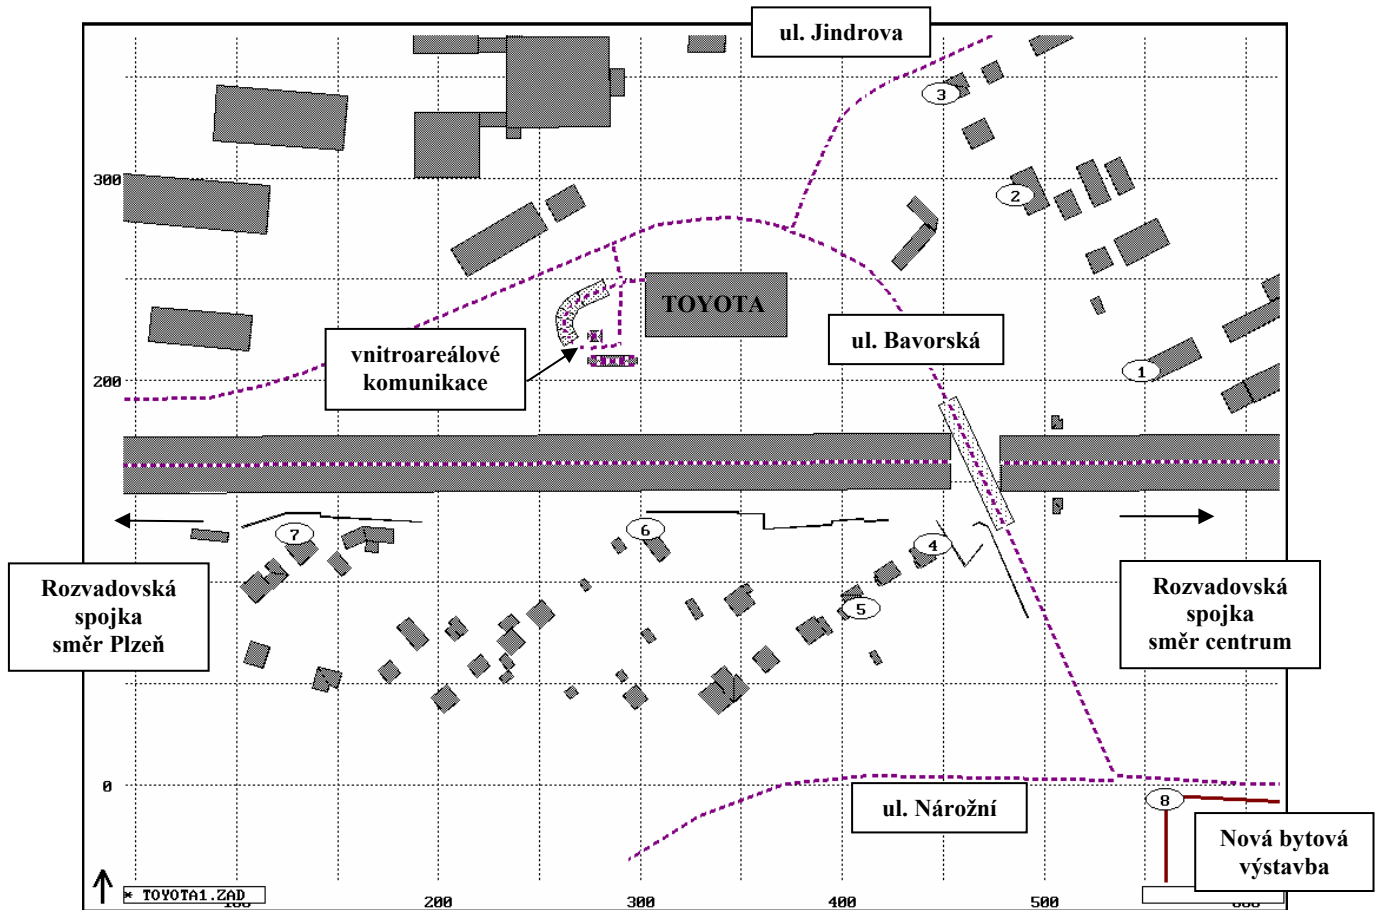 ul. Jindrova
3
300
2
TOYOTA
ul. Bavorská
vnitroareálové
komunikace
1
200
7
6
4
Rozvadovská
spojka
směr Plzeň
Rozvadovská
spojka
směr centrum
5
0
ul. Nárožní
8
Nová bytová
výstavba
* TOYOTA1.ZAD
200
300
400
500